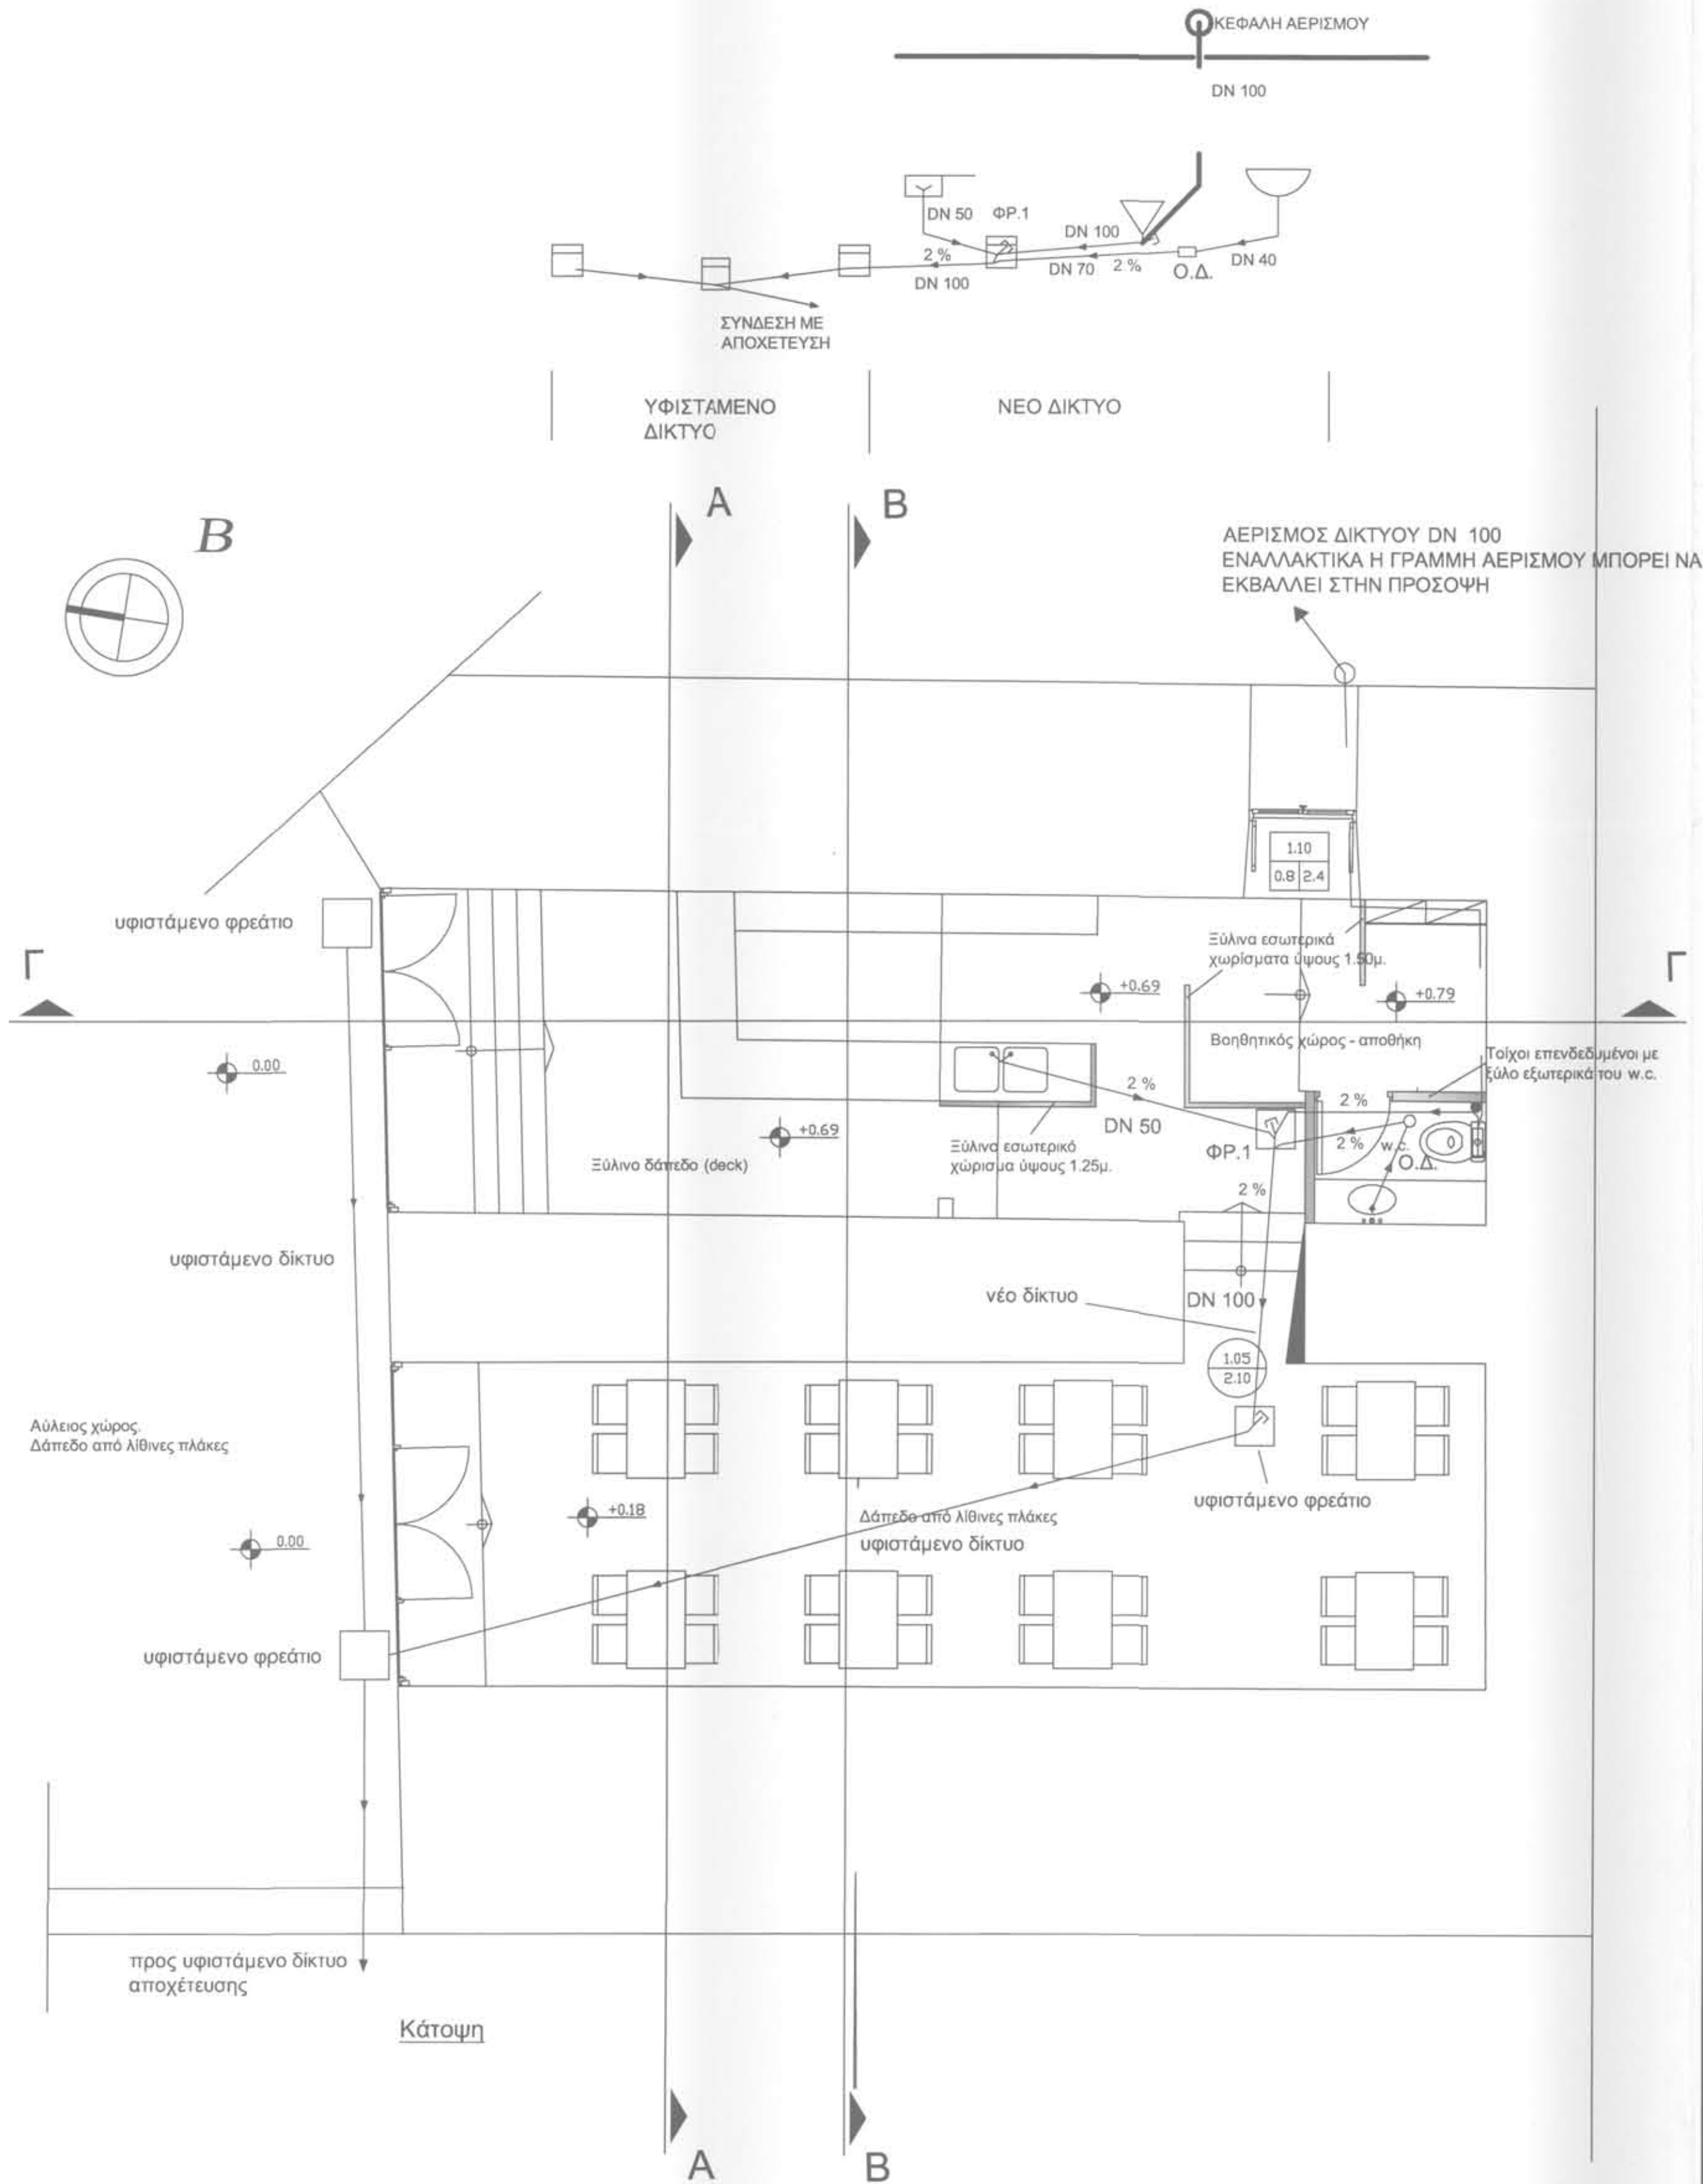 ΚΕΦΑΛΗ ΑΕΡΙΣΜΟΥ
DN 100
DN 50
ΦΡ.1
DN 100
2 %
DN 100
DN 70
2 %
Ο.Δ.
DN 40
ΣΥΝΔΕΣΗ ΜΕ
ΑΠΟΧΕΤΕΥΣΗ
ΥΦΙΣΤΑΜΕΝΟ
ΔΙΚΤΥΟ
ΝΕΟ ΔΙΚΤΥΟ
Α
Β
Β
ΑΕΡΙΣΜΟΣ ΔΙΚΤΥΟΥ DN 100
ΕΝΑΛΛΑΚΤΙΚΑ Η ΓΡΑΜΜΗ ΑΕΡΙΣΜΟΥ ΜΠΟΡΕΙ ΝΑ
ΕΚΒΑΛΛΕΙ ΣΤΗΝ ΠΡΟΣΟΨΗ
1.10
0.8 2.4
υφιστάμενο φρεάτιο
Ξύλινα εσωτερικά
χωρίσματα ύψους 1.50μ.
Γ
Γ
+0.69
+0.79
Βοηθητικός χώρος - αποθήκη
Τοίχοι επενδεδυμένοι με
ξύλο εξωτερικά του w.c.
0.00
2 %
2 %
DN 50
+0.69
Ξύλινο δάπεδο (deck)
Ξύλινο εσωτερικό
χώρισμα ύψους 1.25μ.
ΦΡ.1
2 %
w.c.
Ο.Δ.
2 %
υφιστάμενο δίκτυο
νέο δίκτυο
DN 100
1.05
2.10
Αύλειος χώρος.
Δάπεδο από λίθινες πλάκες
+0.18
υφιστάμενο φρεάτιο
Δάπεδο από λίθινες πλάκες
υφιστάμενο δίκτυο
0.00
υφιστάμενο φρεάτιο
προς υφιστάμενο δίκτυο
αποχέτευσης
Κάτοψη
Α
Β